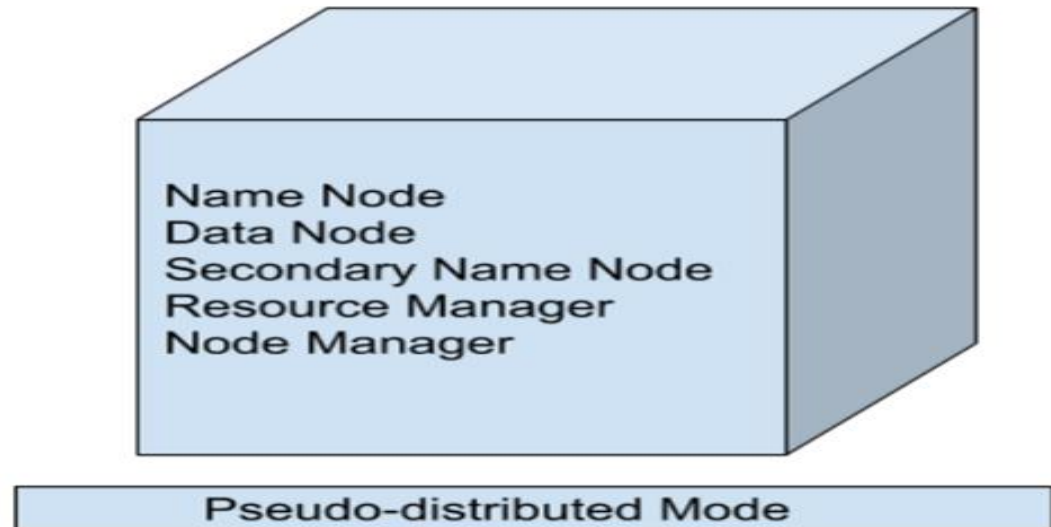 Name Node
Data Node
Secondary Name Node
Resource Manager
Node Manager
Pseudo-distributed Mode